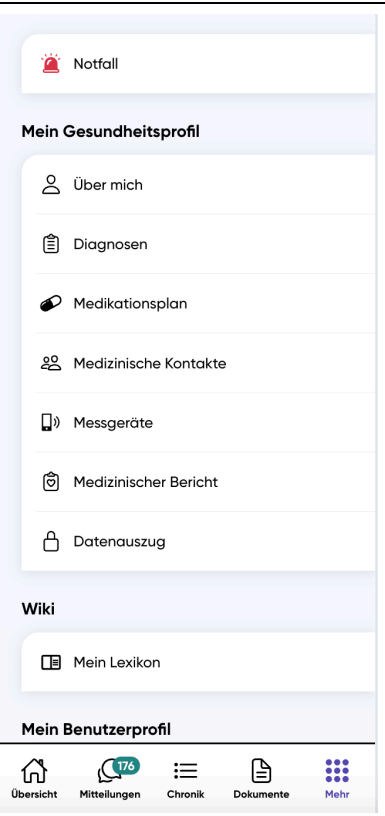 Notfall
Mein Gesundheitsprofil
Über mich
Diagnosen
Medikationsplan
Medizinische Kontakte
Messgeräte
Medizinischer Bericht
Datenauszug
Wiki
Mein Lexikon
Mein Benutzerprofil
176
Übersicht Mitteilungen Chronik Dokumente Mehr